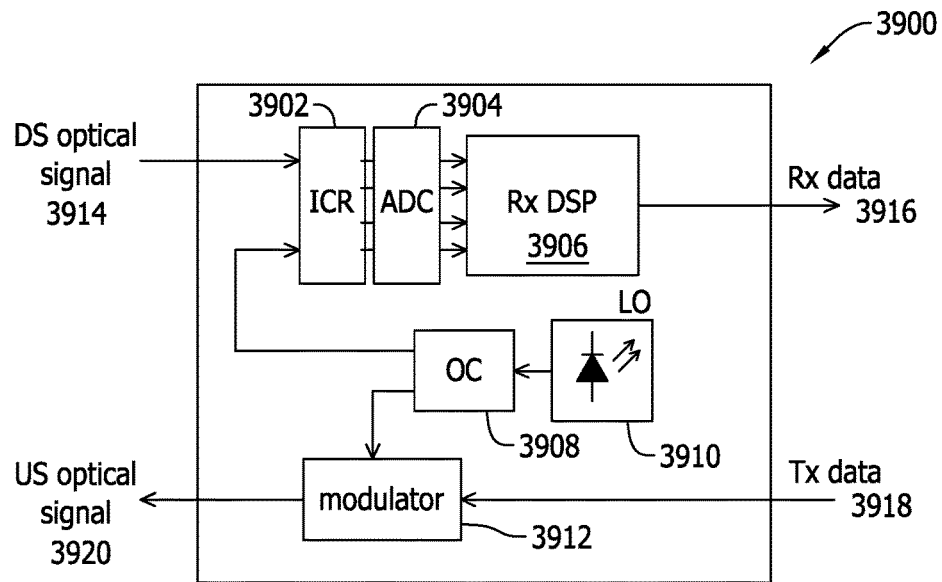 3900
3902
3904
DS optical
signal
3914
ICR
ADC
Rx DSP
3906
Rx data
3916
LO
OC
3908
3910
US optical
signal
3920
modulator
3912
Tx data
3918